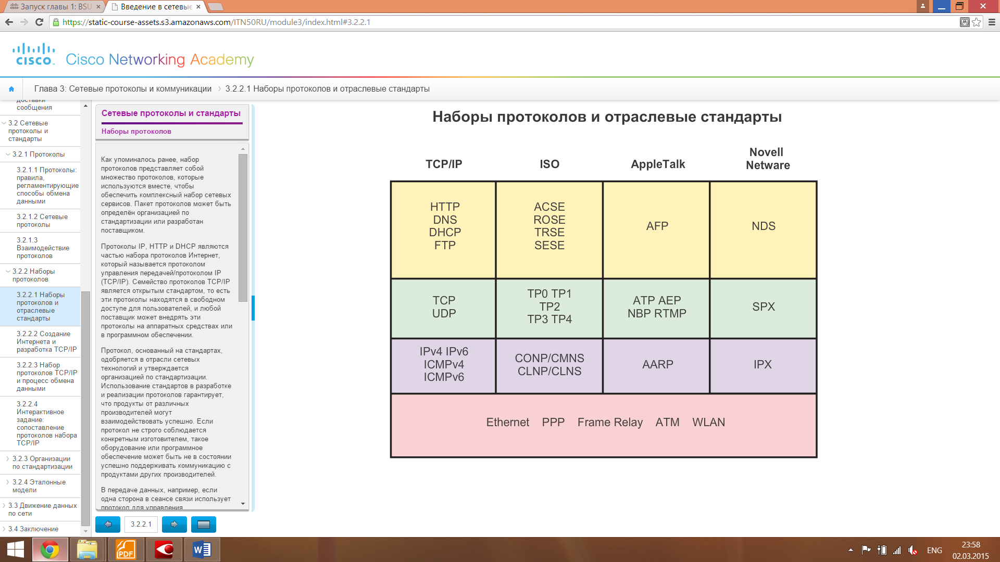 Запуск главы 1: BSU
Введение в сетевые
https://static-course-assets.s3.amazonaws.com/ITN50RU/module3/index.html#3.2.2.1
cisco.
Cisco Networking Academy
Глава 3: Сетевые протоколы и коммуникации
3.2.2.1 Наборы протоколов и отраслевые стандарты
доставки
сообщения
3.2 Сетевые
протоколы и
стандарты
3.2.1 Протоколы
3.2.1.1 Протоколы:
правила,
регламентирующие
способы обмена
данными
3.2.1.2 Сетевые
протоколы
3.2.1.3
Взаимодействие
протоколов
3.2.2 Наборы
протоколов
3.2.2.1 Наборы
протоколов и
отраслевые
стандарты
3.2.2.2 Создание
Интернета и
разработка TCP/IP
3.2.2.3 Набор
протоколов TCP/IP
и процесс обмена
данными
3.2.2.4
Интерактивное
задание:
сопоставление
протоколов набора
TCP/IP
3.2.3 Организации
по стандартизации
3.2.4 Эталонные
модели
3.3 Движение данных
по сети
3.4 Заключение
Сетевые протоколы и стандарты
Наборы протоколов
Как упоминалось ранее, набор
протоколов представляет собой
множество протоколов, которые
используются вместе, чтобы
обеспечить комплексный набор сетевых
сервисов. Пакет протоколов может быть
определён организацией по
стандартизации или разработан
поставщиком.
Протоколы IP, HTTP и DHCP являются
частью набора протоколов Интернет,
который называется протоколом
управления передачей/протоколом IP
(TCP/IP). Семейство протоколов TCP/IP
является открытым стандартом, то есть
эти протоколы находятся в свободном
доступе для пользователей, и любой
поставщик может внедрять эти
протоколы на аппаратных средствах или
в программном обеспечении.
Протокол, основанный на стандартах,
одобряется в отрасли сетевых
технологий и утверждается
организацией по стандартизации.
Использование стандартов в разработке
и реализации протоколов гарантирует,
что продукты от различных
производителей могут
взаимодействовать успешно. Если
протокол не строго соблюдается
конкретным изготовителем, такое
оборудование или программное
обеспечение может быть не в состоянии
успешно поддерживать коммуникацию с
продуктами других производителей.
В передаче данных, например, если
одна сторона в сеансе связи использует
протокол для управления
3.2.2.1
Наборы протоколов и отраслевые стандарты
TCP/IP
ISO
AppleTalk
Novell
Netware
HTTP
DNS
DHCP
FTP
ACSE
ROSE
TRSE
SESE
AFP
NDS
TCP
UDP
TP0 TP1
TP2
TP3 TP4
ATP AEP
NBP RTMP
SPX
IPv4 IPv6
ICMPv4
ICMPv6
CONP/CMNS
CLNP/CLNS
AARP
IPX
Ethernet PPP Frame Relay ATM WLAN
PDF
ENG
23:58
02.03.2015